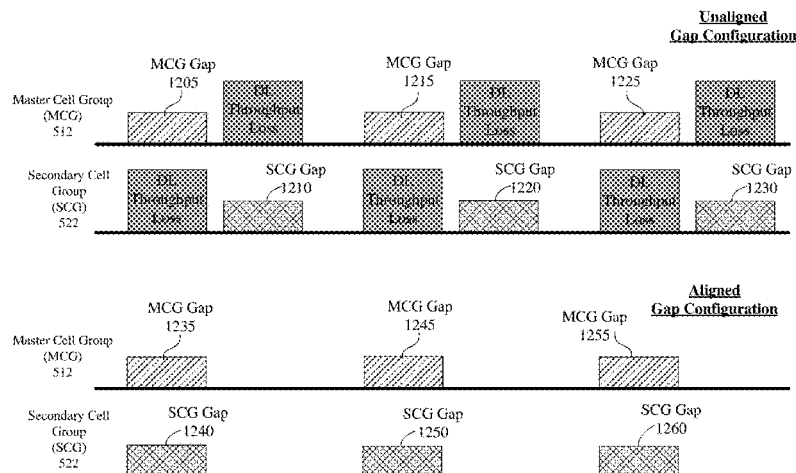 Unaligned
Gap Configuration
MCG Gap
1205
MCG Gap
1215
MCG Gap
1225
Master Cell Group
(MCG)
512
DL
Throughput
Loss
DL
Throughput
Loss
DL
Throughput
Loss
Secondary Cell
Group
(SCG)
522
DL
Throughput
Loss
SCG Gap
1210
DL
Throughput
Loss
SCG Gap
1220
DL
Throughput
Loss
SCG Gap
1230
Aligned
Gap Configuration
MCG Gap
1235
MCG Gap
1245
MCG Gap
1255
Master Cell Group
(MCG)
512
Secondary Cell
Group
(SCG)
522
SCG Gap
1240
SCG Gap
1250
SCG Gap
1260